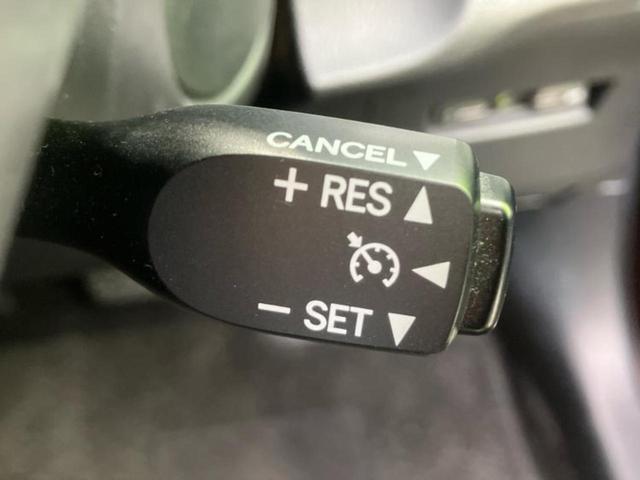 CANCEL ▼
+ RES ▲
◀
− SET ▼